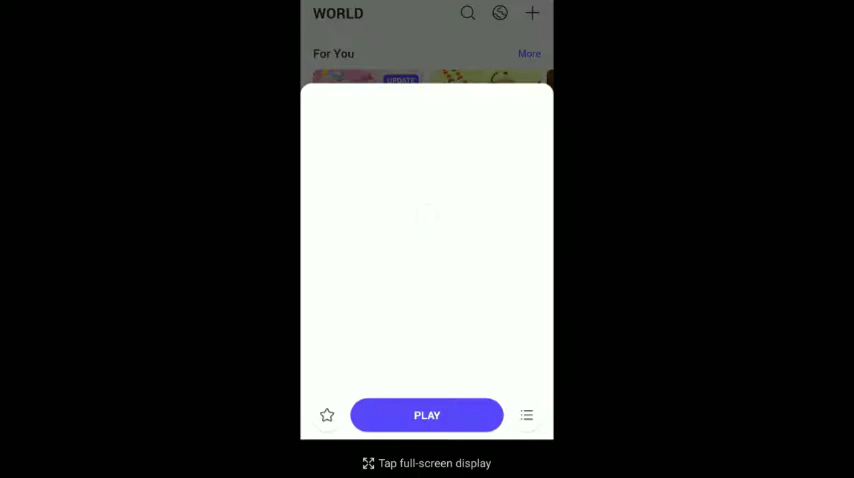 WORLD
For You
More
UPDATE
PLAY
Tap full-screen display